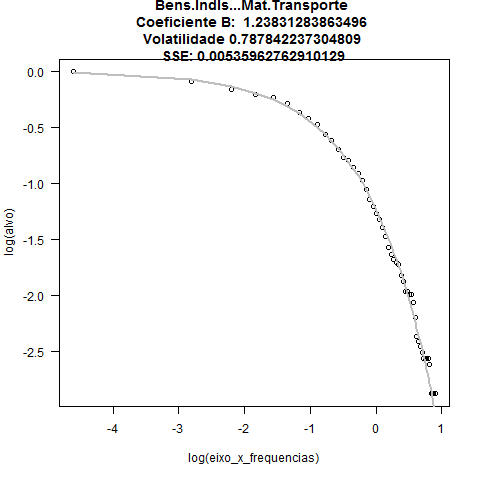 Bens.Indis...Mat.Transporte
Coeficiente B:  1.23831283863496
Volatilidade 0.787842237304809
SSE: 0.00535962762910129
0.0
-0.5
-1.0
-1.5
-2.0
-2.5
log(alvo)
-4 -3 -2 -1 0 1
log(eixo_x_frequencias)